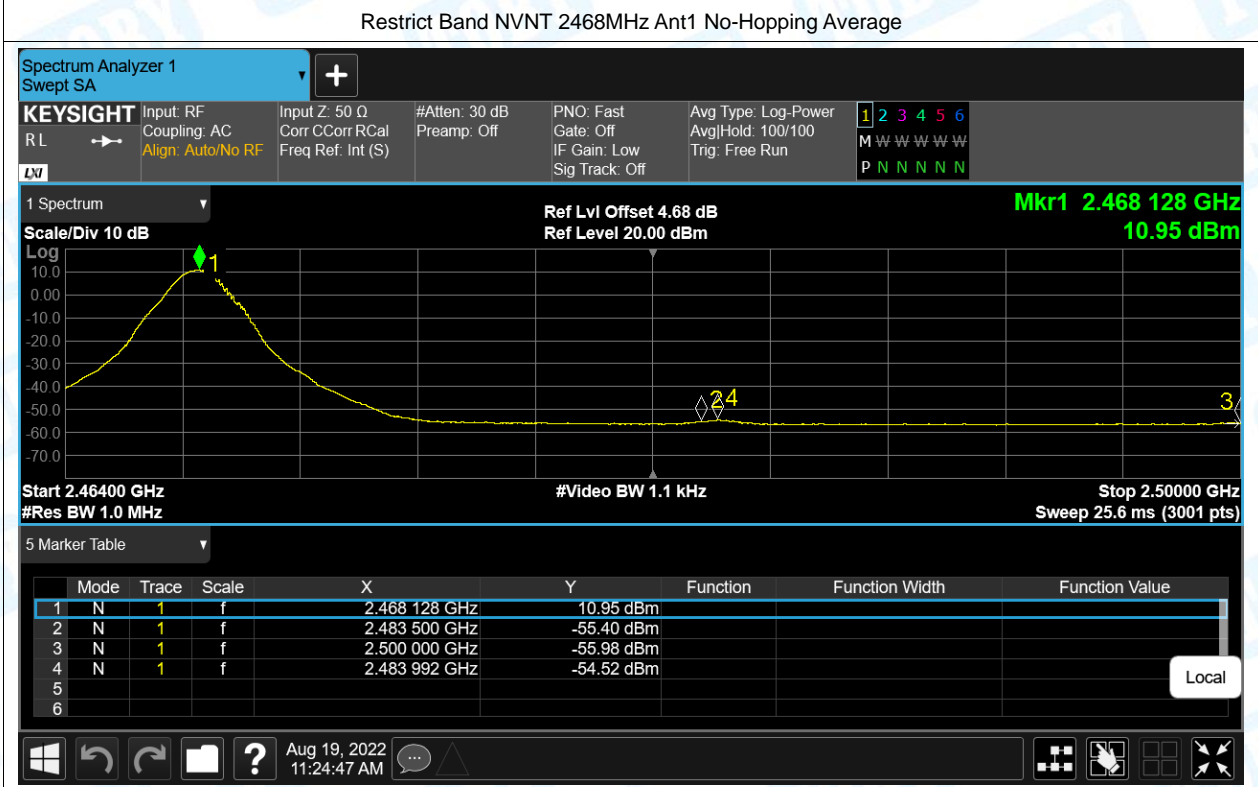 Restrict Band NVNT 2468MHz Ant1 No-Hopping Average
Spectrum Analyzer 1
Swept SA
KEYSIGHT
R L
LXI
Input: RF
Coupling: AC
Align: Auto/No RF
Input Z: 50 Ω
Corr CCorr RCal
Freq Ref: Int (S)
#Atten: 30 dB
Preamp: Off
PNO: Fast
Gate: Off
IF Gain: Low
Sig Track: Off
Avg Type: Log-Power
Avg|Hold: 100/100
Trig: Free Run
1 2 3 4 5 6
M W W W W W
P N N N N N
1 Spectrum
Scale/Div 10 dB
Ref Lvl Offset 4.68 dB
Ref Level 20.00 dBm
Mkr1 2.468 128 GHz
10.95 dBm
Log
10.0
0.00
-10.0
-20.0
-30.0
-40.0
-50.0
-60.0
-70.0
1
2 4
3
Start 2.46400 GHz
#Video BW 1.1 kHz
Stop 2.50000 GHz
#Res BW 1.0 MHz
Sweep 25.6 ms (3001 pts)
5 Marker Table
Mode Trace Scale X Y Function Function Width Function Value
1 N 1 f 2.468 128 GHz 10.95 dBm
2 N 1 f 2.483 500 GHz -55.40 dBm
3 N 1 f 2.500 000 GHz -55.98 dBm
4 N 1 f 2.483 992 GHz -54.52 dBm
5
6
Local
?
Aug 19, 2022
11:24:47 AM